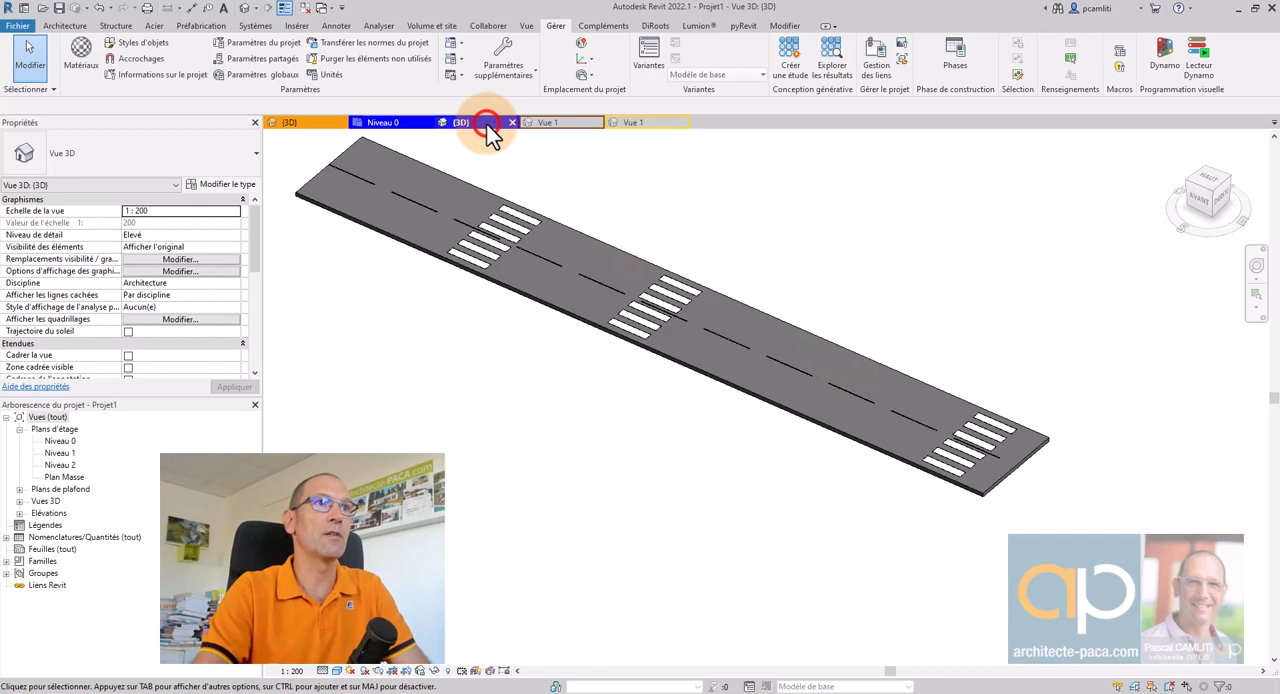 Autodesk Revit 2022.1 - Projet1 - Vue 3D: {3D}
pcamliti
Fichier Architecture Structure Acier Préfabrication Systèmes Insérer Annoter Analyser Volume et site Collaborer Vue Gérer Compléments DiRoots Lumion® pyRevit Modifier
Modifier
Matériaux
Styles d'objets
Accrochages
Informations sur le projet
Paramètres du projet
Paramètres partagés
Paramètres globaux
Transférer les normes du projet
Purger les éléments non utilisés
Unités
Paramètres
supplémentaires
Variantes
Modèle de base
Créer
une étude
Explorer
les résultats
Gestion
des liens
Phases
Dynamo
Lecteur
Dynamo
Sélectionner Paramètres Emplacement du projet Variantes Conception générative Gérer le projet Phase de construction Sélection Renseignements Macros Programmation visuelle
Propriétés
{3D} Niveau 0 {3D} Vue 1 Vue 1
Vue 3D
Vue 3D: {3D} Modifier le type
Graphismes
Echelle de la vue 1 : 200
Valeur de l'échelle 1: 200
Niveau de détail Elevé
Visibilité des éléments Afficher l'original
Remplacements visibilité / gra... Modifier...
Options d'affichage des graphi... Modifier...
Discipline Architecture
Afficher les lignes cachées Par discipline
Style d'affichage de l'analyse p... Aucun(e)
Afficher les quadrillages Modifier...
Trajectoire du soleil
Etendues
Cadrer la vue
Zone cadrée visible
Aide des propriétés Appliquer
Arborescence du projet - Projet1
Vues (tout)
Plans d'étage
Niveau 0
Niveau 1
Niveau 2
Plan Masse
Plans de plafond
Vues 3D
Elévations
Légendes
Nomenclatures/Quantités (tout)
Feuilles (tout)
Familles
Groupes
Liens Revit
HAUT
AVANT
architecte-paca.com
Pascal CAMLITI
architecte DPLG
1 : 200
Cliquez pour sélectionner. Appuyez sur TAB pour afficher d'autres options, sur CTRL pour ajouter et sur MAJ pour désactiver.
:0 Modèle de base :0